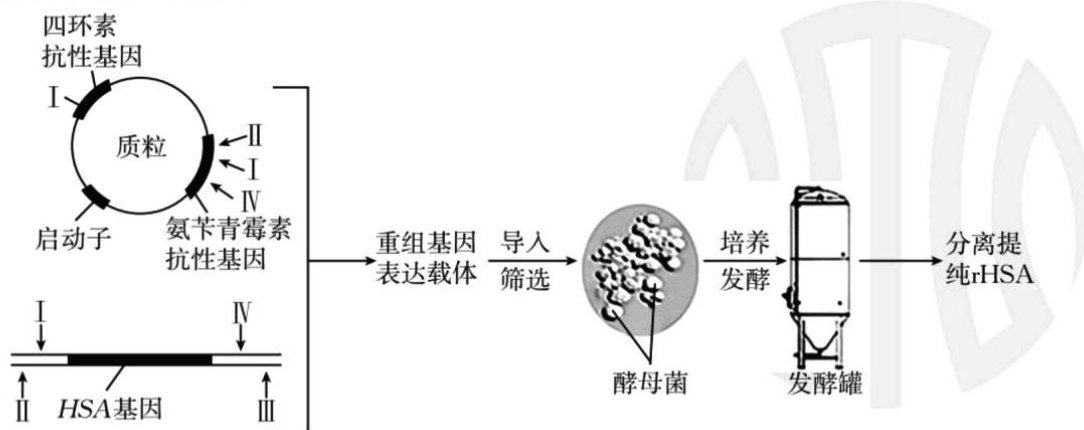 四环素
抗性基因
Ⅰ
质粒
Ⅱ
Ⅰ
Ⅳ
启动子
氨苄青霉素
抗性基因
Ⅰ
Ⅳ
Ⅱ
HSA基因
Ⅲ
重组基因
表达载体
导入
筛选
酵母菌
培养
发酵
发酵罐
分离提
纯rHSA